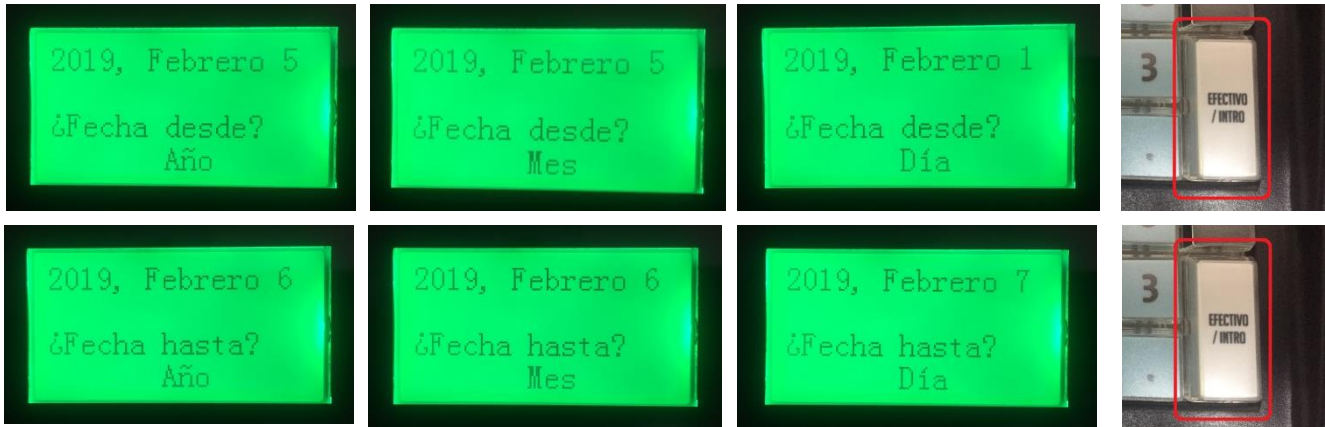 2019, Febrero 5
¿Fecha desde?
Año
2019, Febrero 5
¿Fecha desde?
Mes
2019, Febrero 1
¿Fecha desde?
Día
3
EFECTIVO
/ INTRO
2019, Febrero 6
¿Fecha hasta?
Año
2019, Febrero 6
¿Fecha hasta?
Mes
2019, Febrero 7
¿Fecha hasta?
Día
3
EFECTIVO
/ INTRO